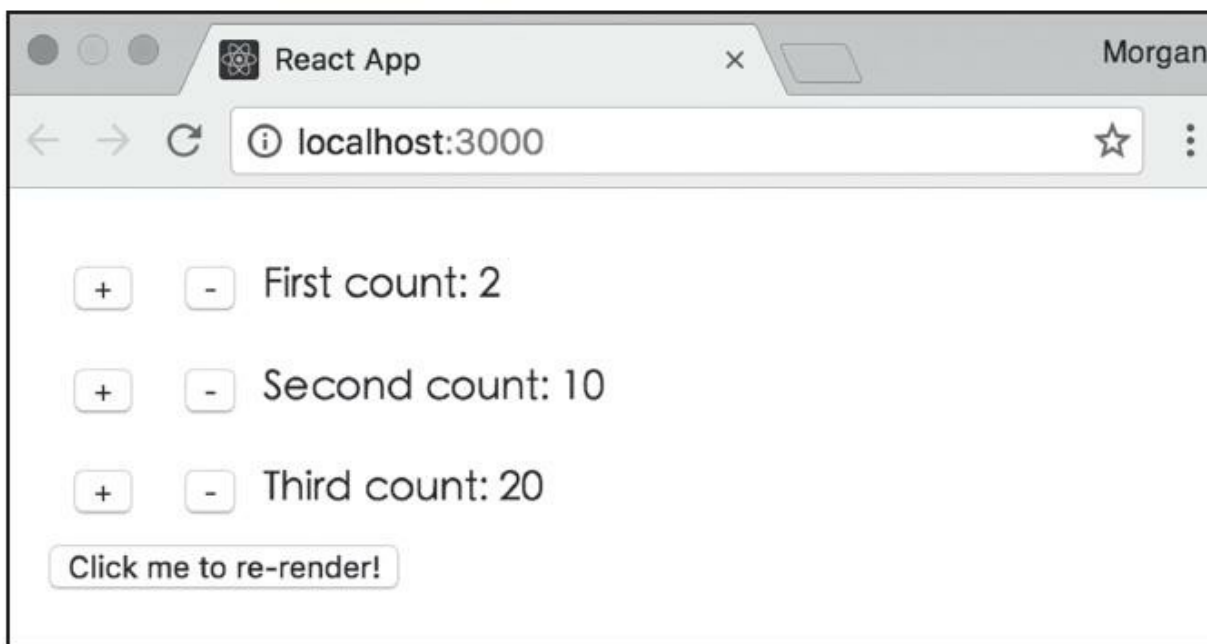 React App × Morgan
localhost:3000
+ - First count: 2
+ - Second count: 10
+ - Third count: 20
Click me to re-render!